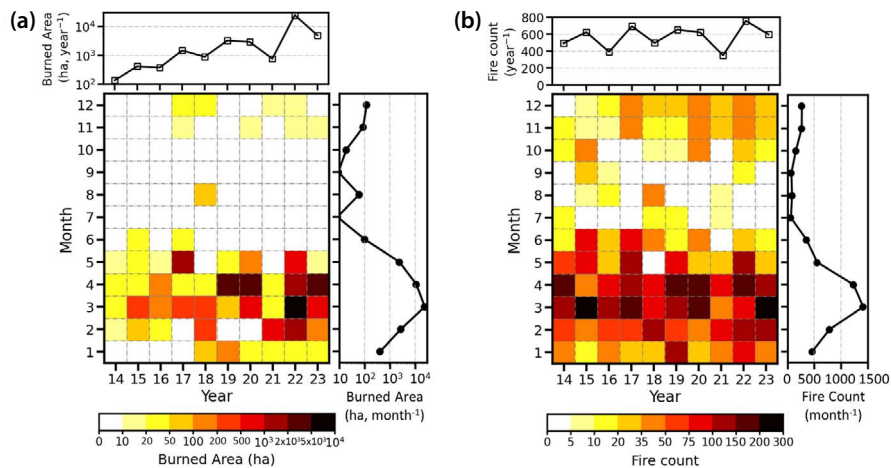 (a)
Burned Area
(ha, year⁻¹)
10⁴
10³
10²
12
11
10
9
8
7
6
5
4
3
2
1
Month
14 15 16 17 18 19 20 21 22 23
Year
10 10² 10³ 10⁴
Burned Area
(ha, month⁻¹)
0 10 20 50 100 200 500 10³ 2x10³ 5x10³ 10⁴
Burned Area (ha)
(b)
Fire count
(year⁻¹)
800
600
400
200
0
12
11
10
9
8
7
6
5
4
3
2
1
Month
14 15 16 17 18 19 20 21 22 23
Year
0 500 1000 1500
Fire Count
(month⁻¹)
0 5 10 20 35 50 75 100 150 200 300
Fire count